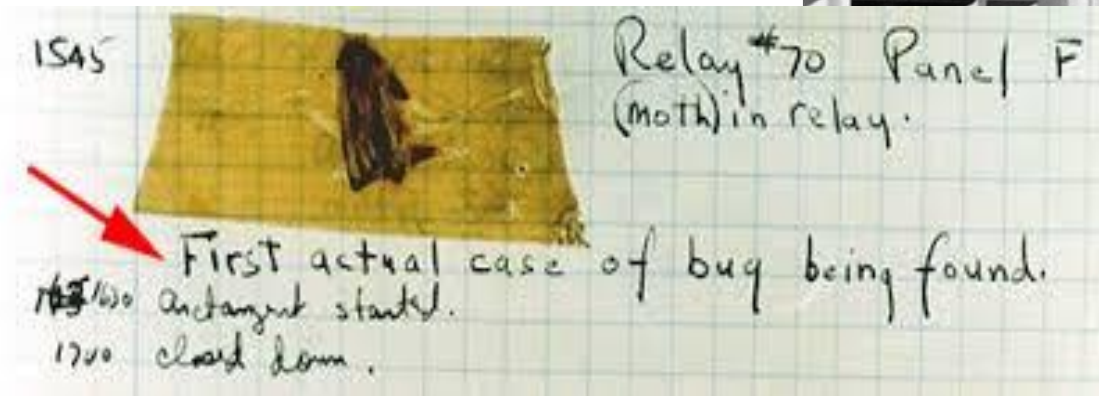 1545
Relay #70 Panel F
(moth) in relay.
First actual case of bug being found.
1630 arctangent started.
1700 closed down.